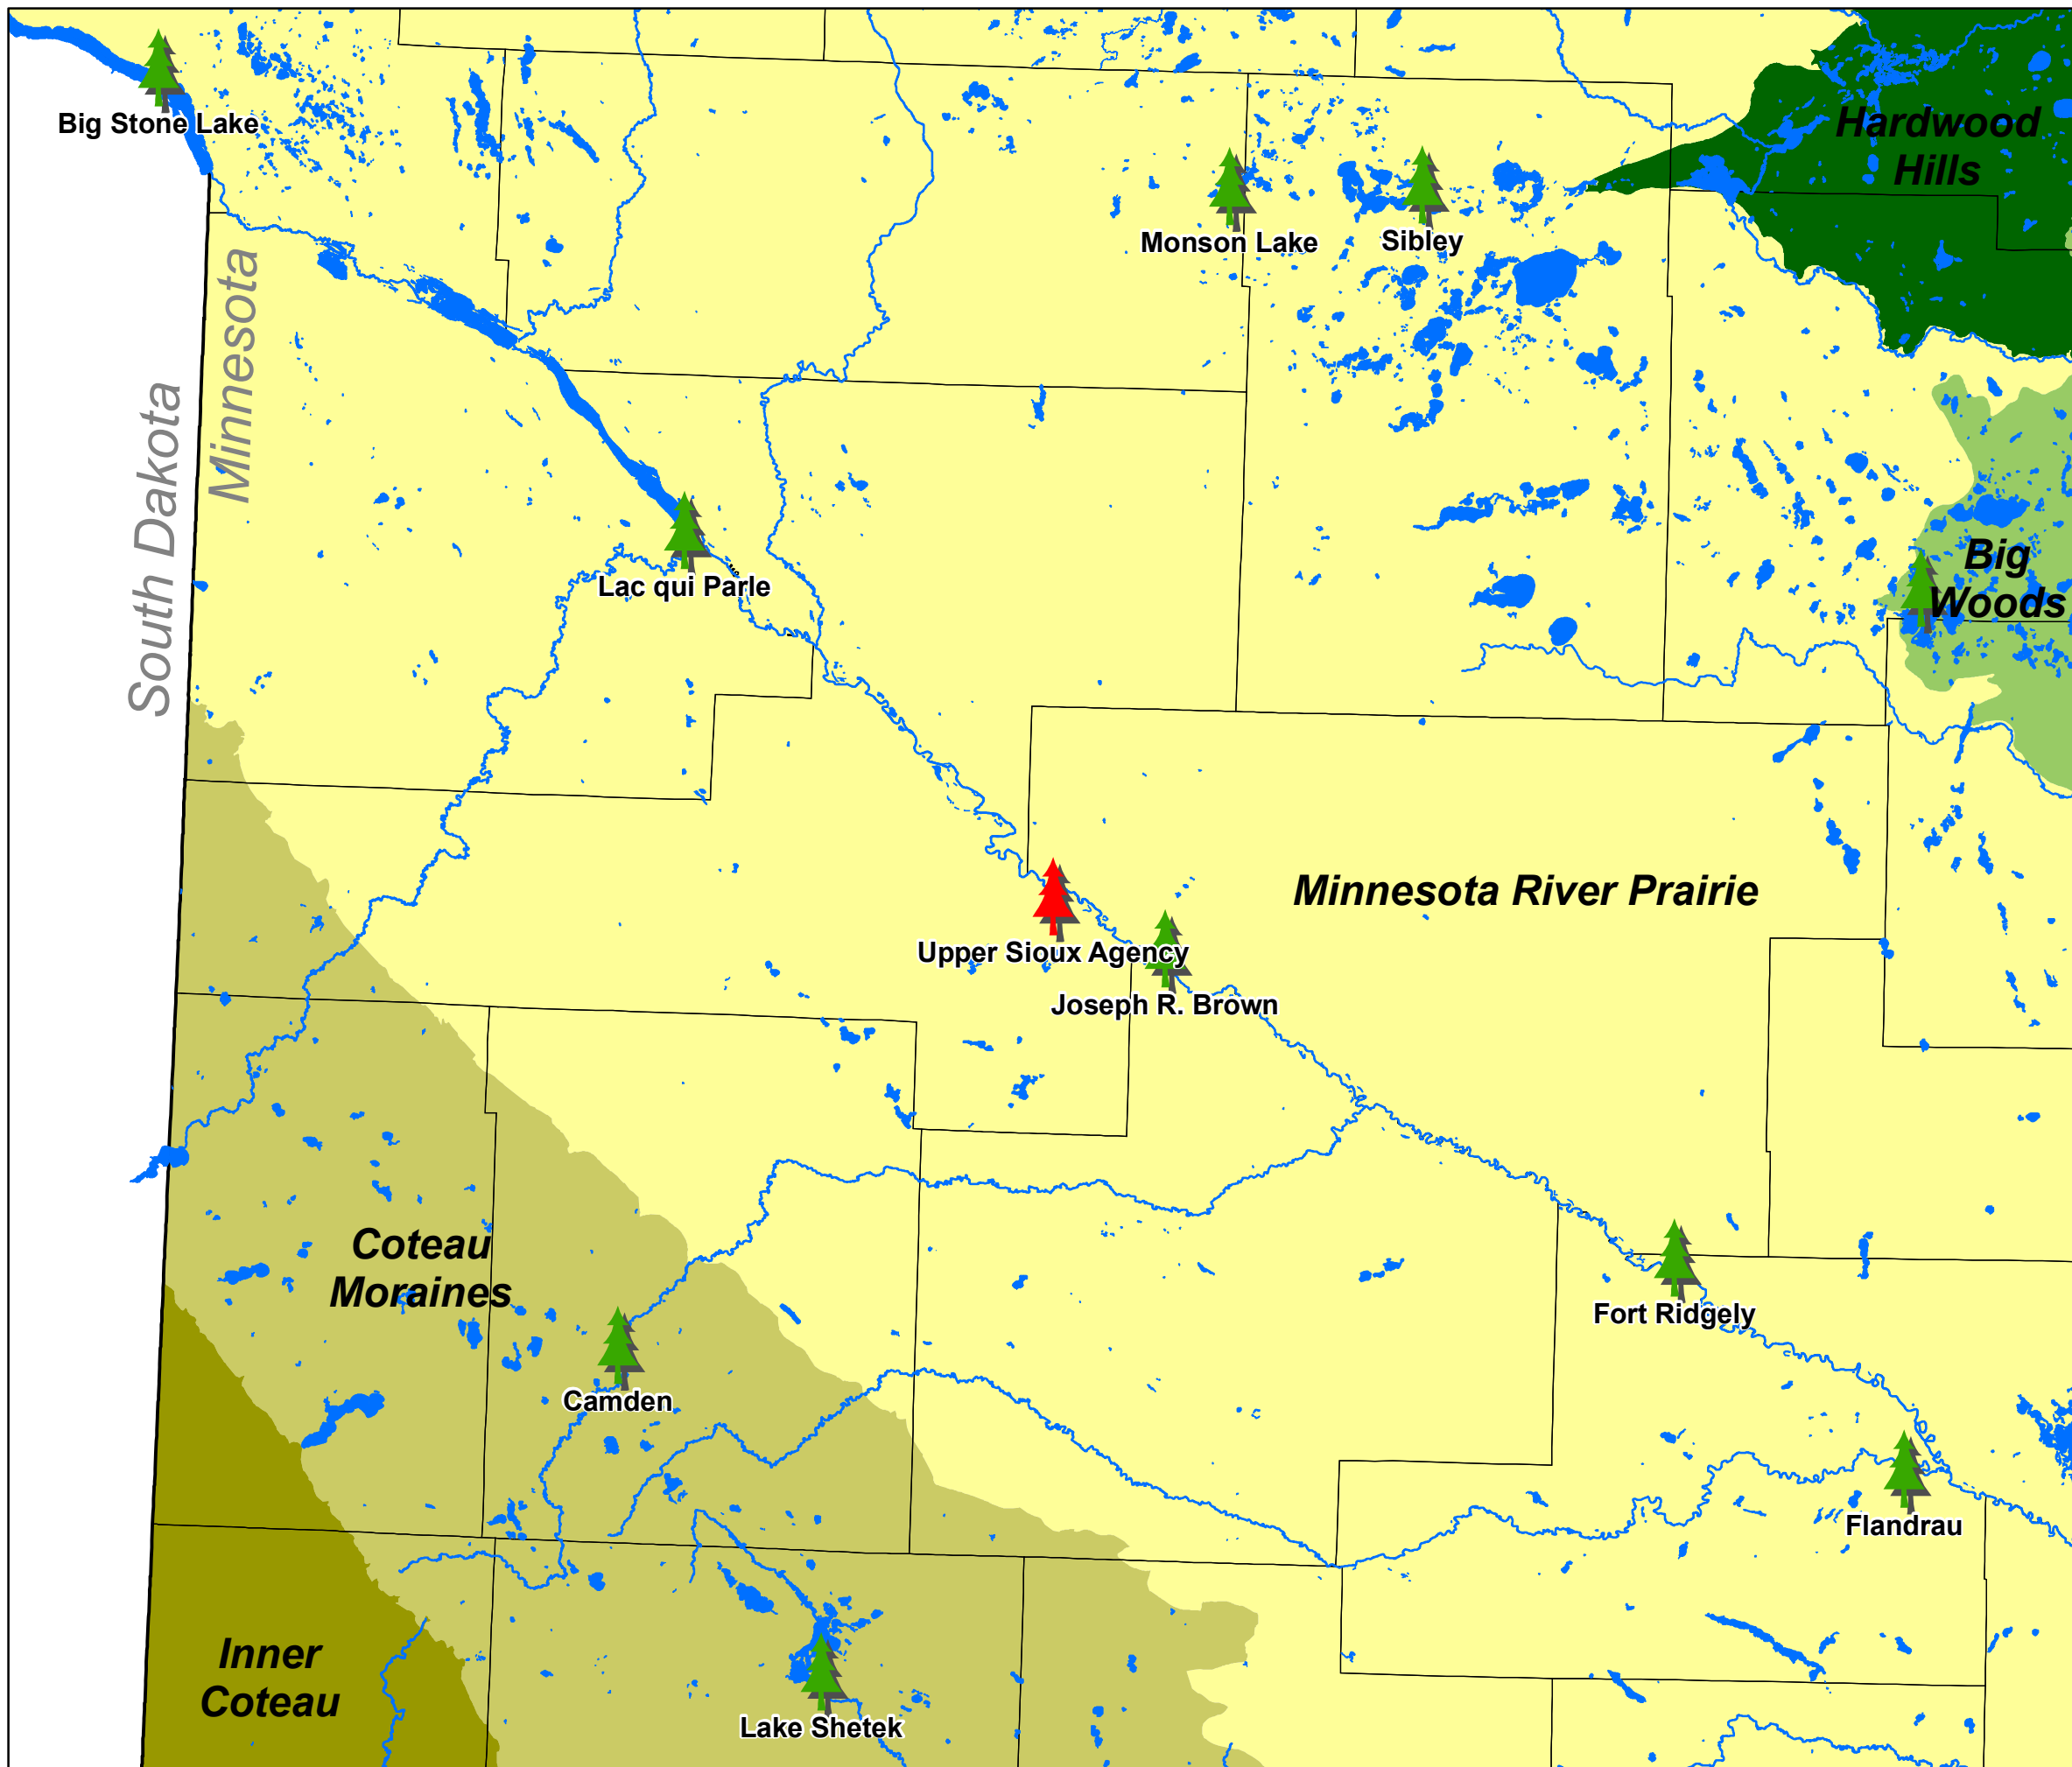 Big Stone Lake
Hardwood
Hills
Monson Lake
Sibley
Minnesota
South Dakota
Lac qui Parle
Big
Woods
Minnesota River Prairie
Upper Sioux Agency
Joseph R. Brown
Coteau
Moraines
Fort Ridgely
Camden
Flandrau
Inner
Coteau
Lake Shetek